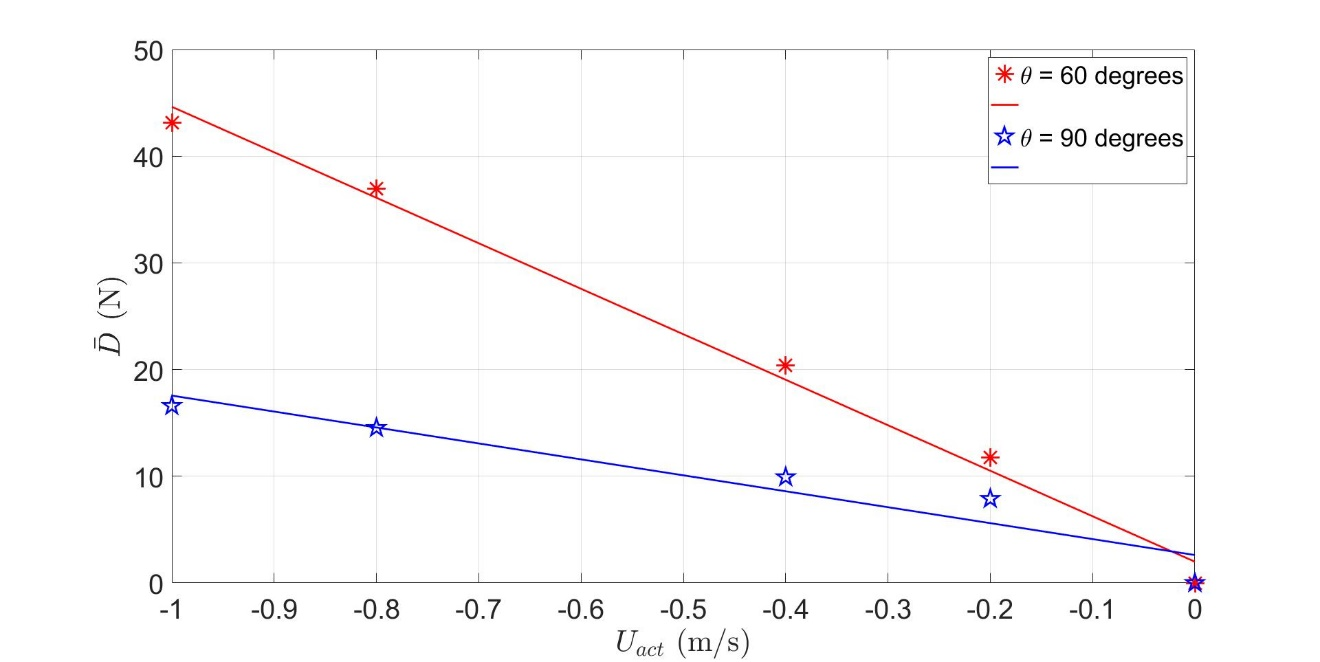 50
40
30
20
10
0
D̄ (N)
θ = 60 degrees
θ = 90 degrees
-1 -0.9 -0.8 -0.7 -0.6 -0.5 -0.4 -0.3 -0.2 -0.1 0
U_act (m/s)